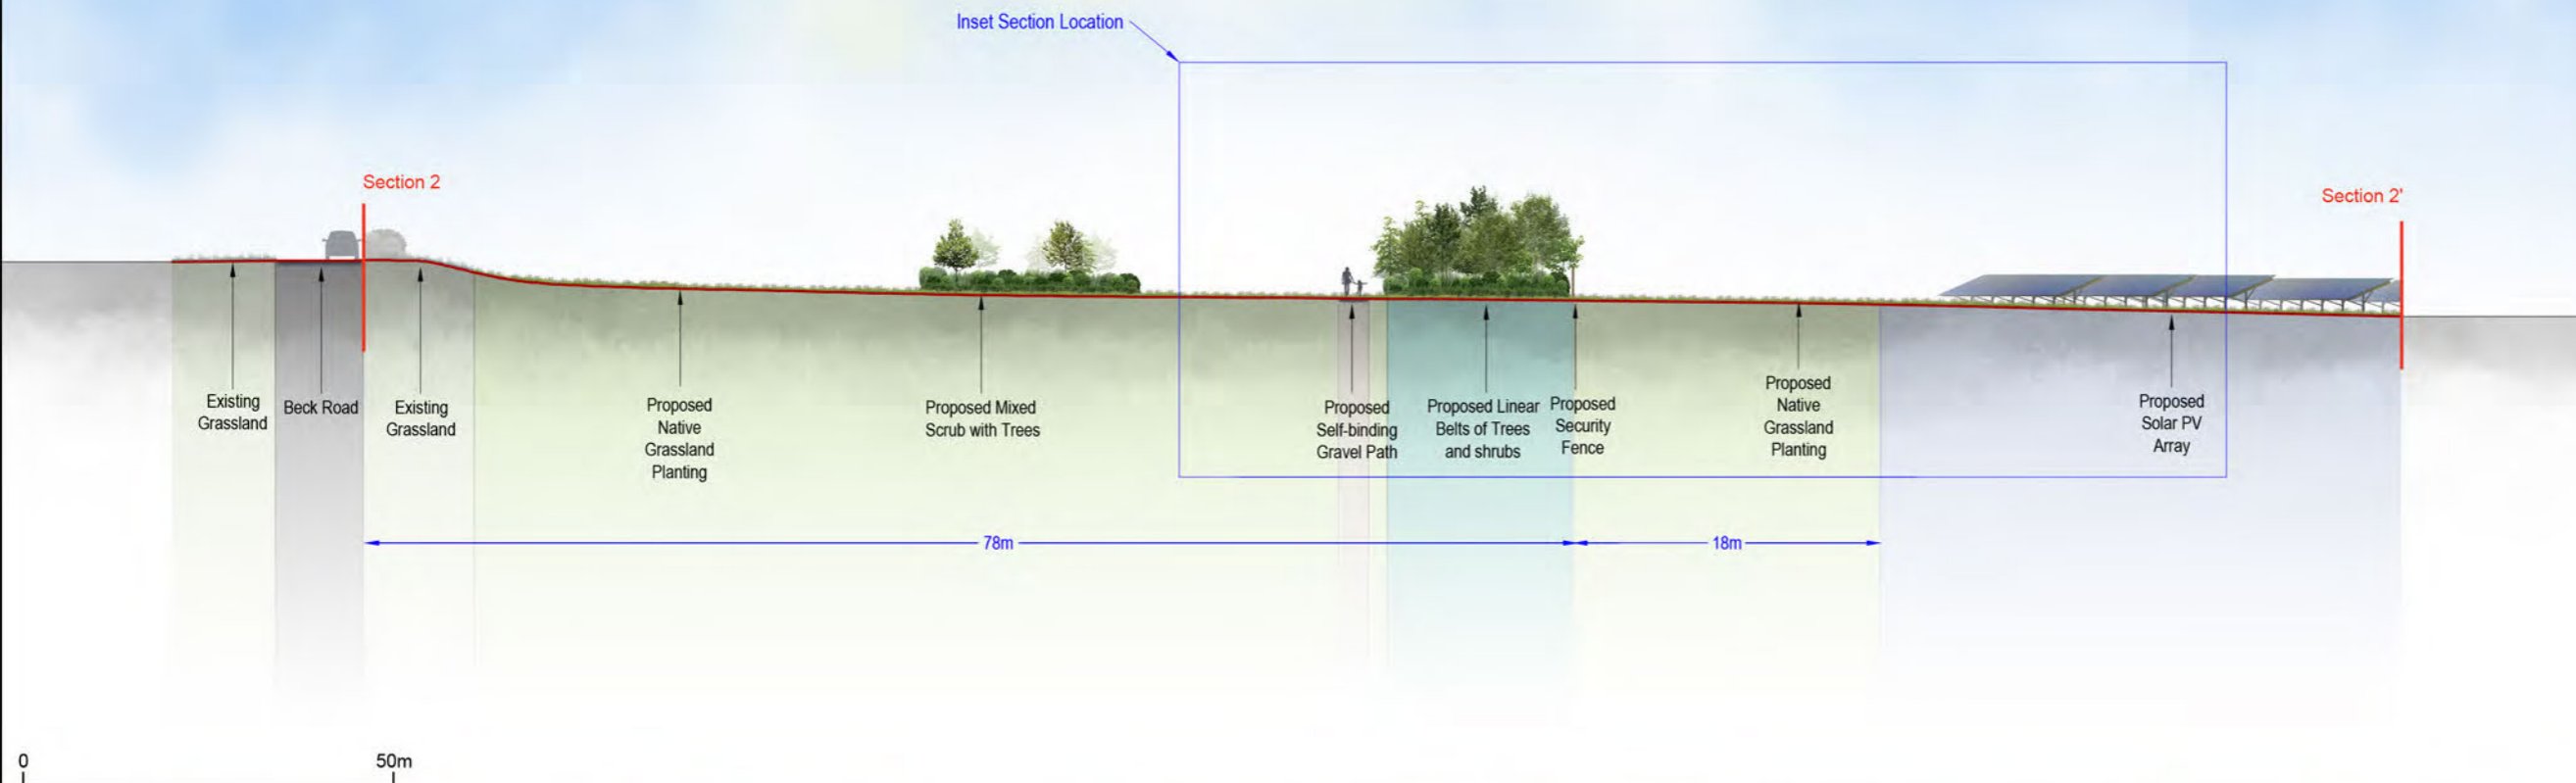 Inset Section Location
Section 2
Section 2'
Existing
Grassland
Beck Road
Existing
Grassland
Proposed
Native
Grassland
Planting
Proposed Mixed
Scrub with Trees
Proposed
Self-binding
Gravel Path
Proposed Linear
Belts of Trees
and shrubs
Proposed
Security
Fence
Proposed
Native
Grassland
Planting
Proposed
Solar PV
Array
78m
18m
0
50m